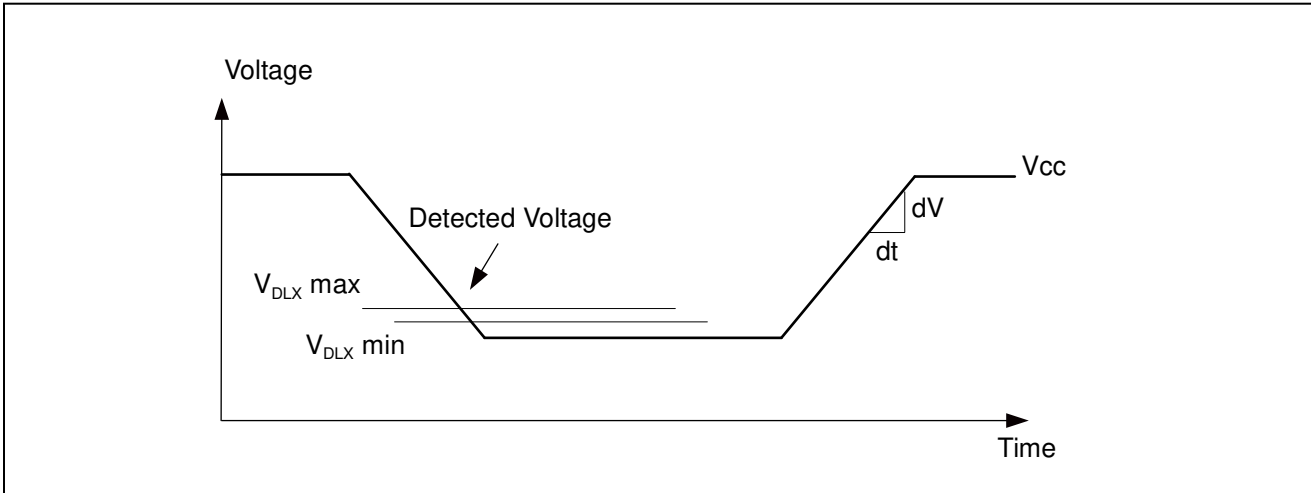 Voltage
Vcc
dV
dt
Detected Voltage
V_DLX max
V_DLX min
Time